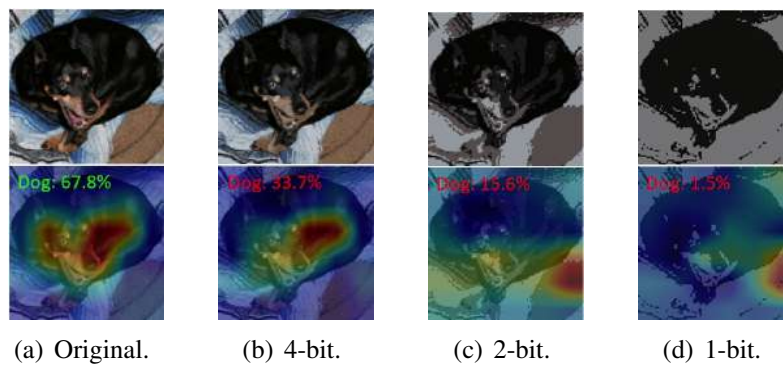 Dog: 67.8%
Dog: 33.7%
Dog: 15.6%
Dog: 1.5%
(a) Original.
(b) 4-bit.
(c) 2-bit.
(d) 1-bit.